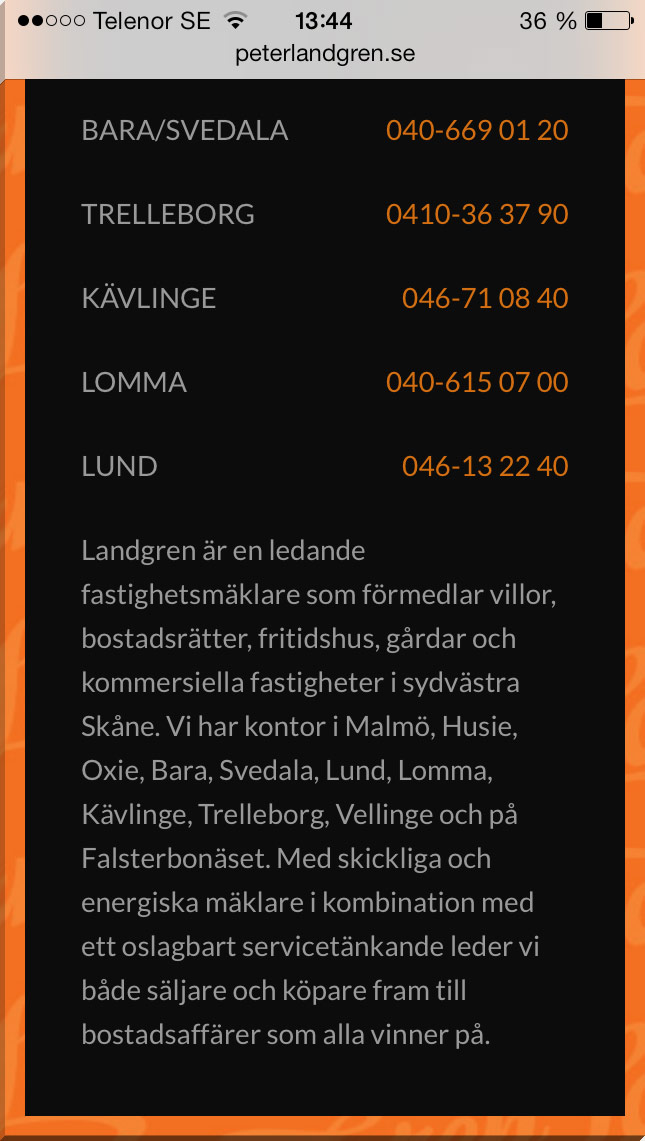 Telenor SE 13:44 36 %
peterlandgren.se
BARA/SVEDALA 040-669 01 20
TRELLEBORG 0410-36 37 90
KÄVLINGE 046-71 08 40
LOMMA 040-615 07 00
LUND 046-13 22 40
Landgren är en ledande
fastighetsmäklare som förmedlar villor,
bostadsrätter, fritidshus, gårdar och
kommersiella fastigheter i sydvästra
Skåne. Vi har kontor i Malmö, Husie,
Oxie, Bara, Svedala, Lund, Lomma,
Kävlinge, Trelleborg, Vellinge och på
Falsterbonäset. Med skickliga och
energiska mäklare i kombination med
ett oslagbart servicetänkande leder vi
både säljare och köpare fram till
bostadsaffärer som alla vinner på.